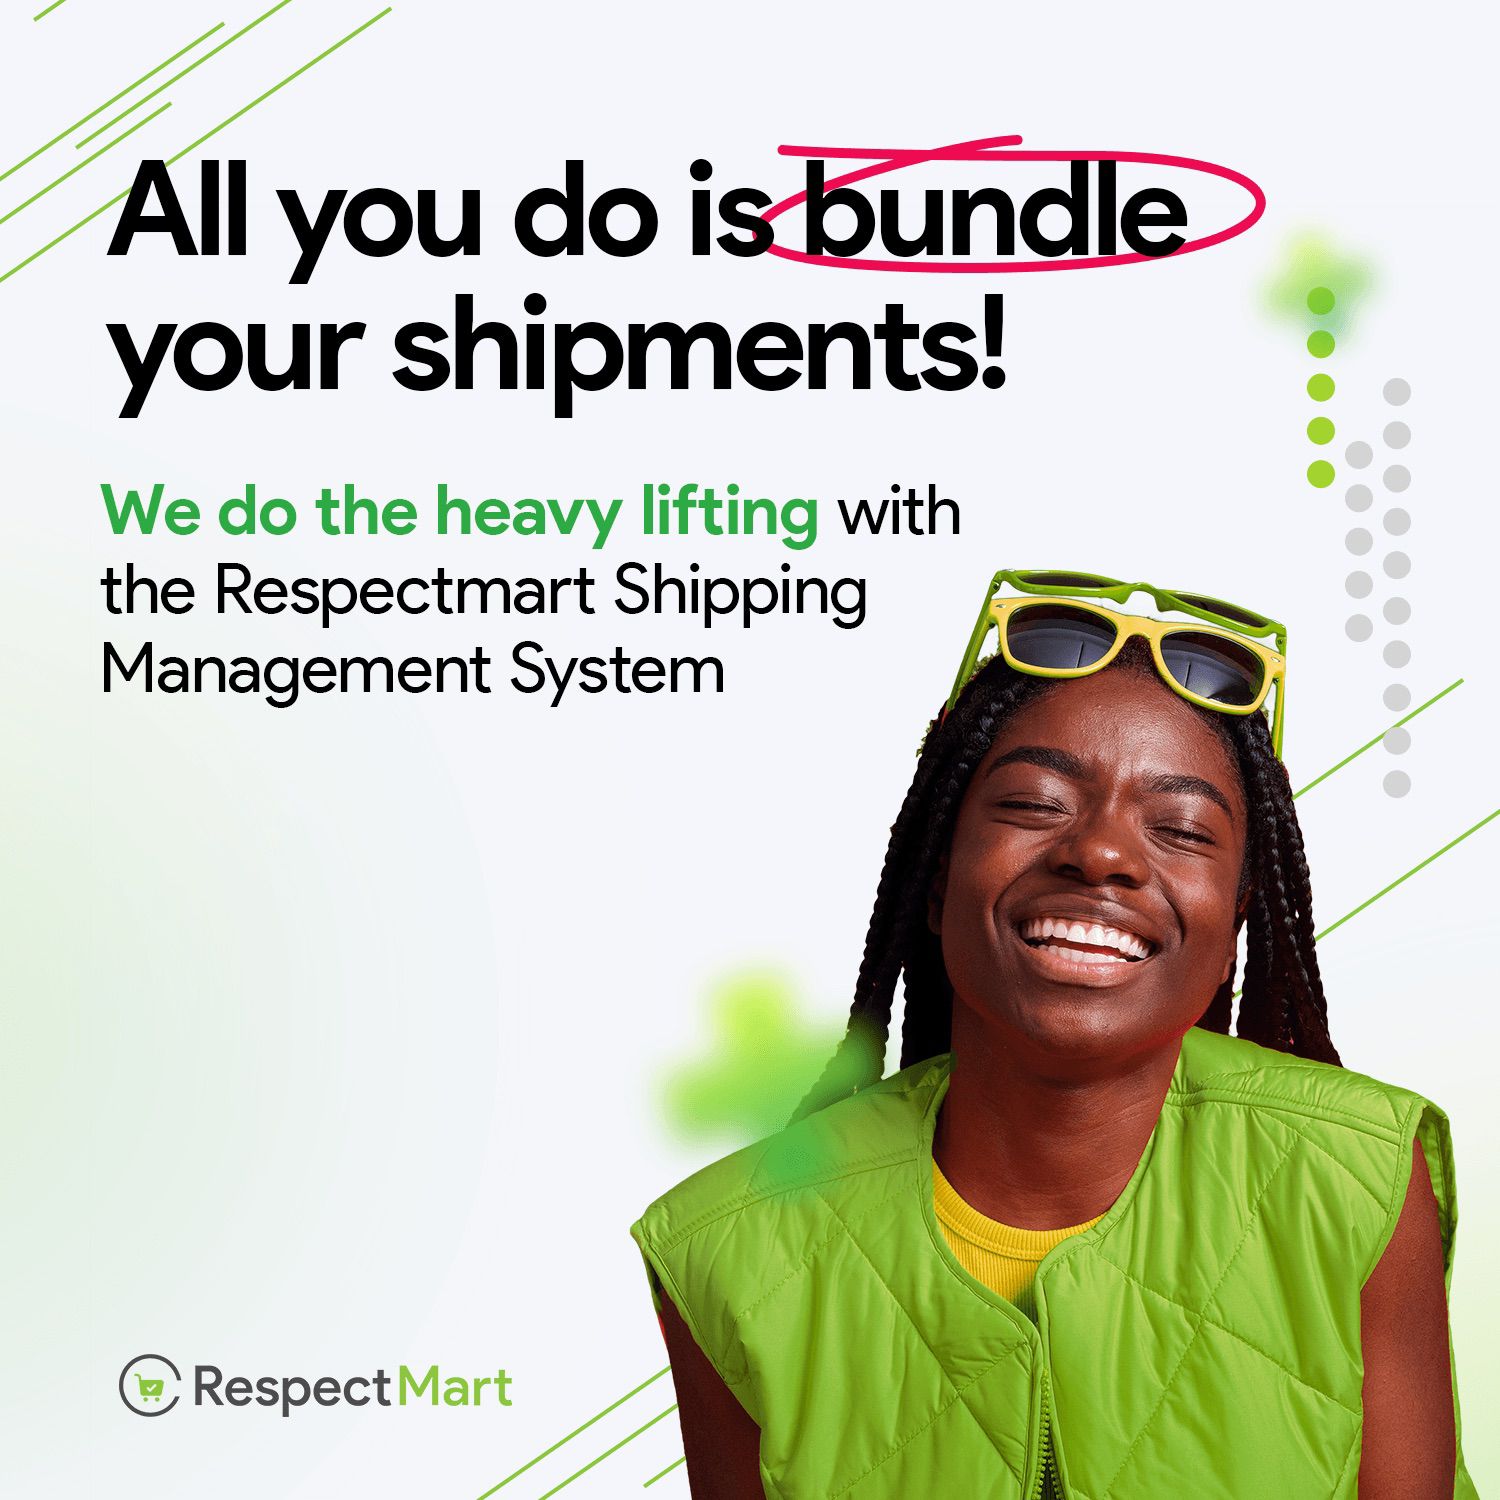 All you do is bundle
your shipments!
We do the heavy lifting with
the Respectmart Shipping
Management System
RespectMart